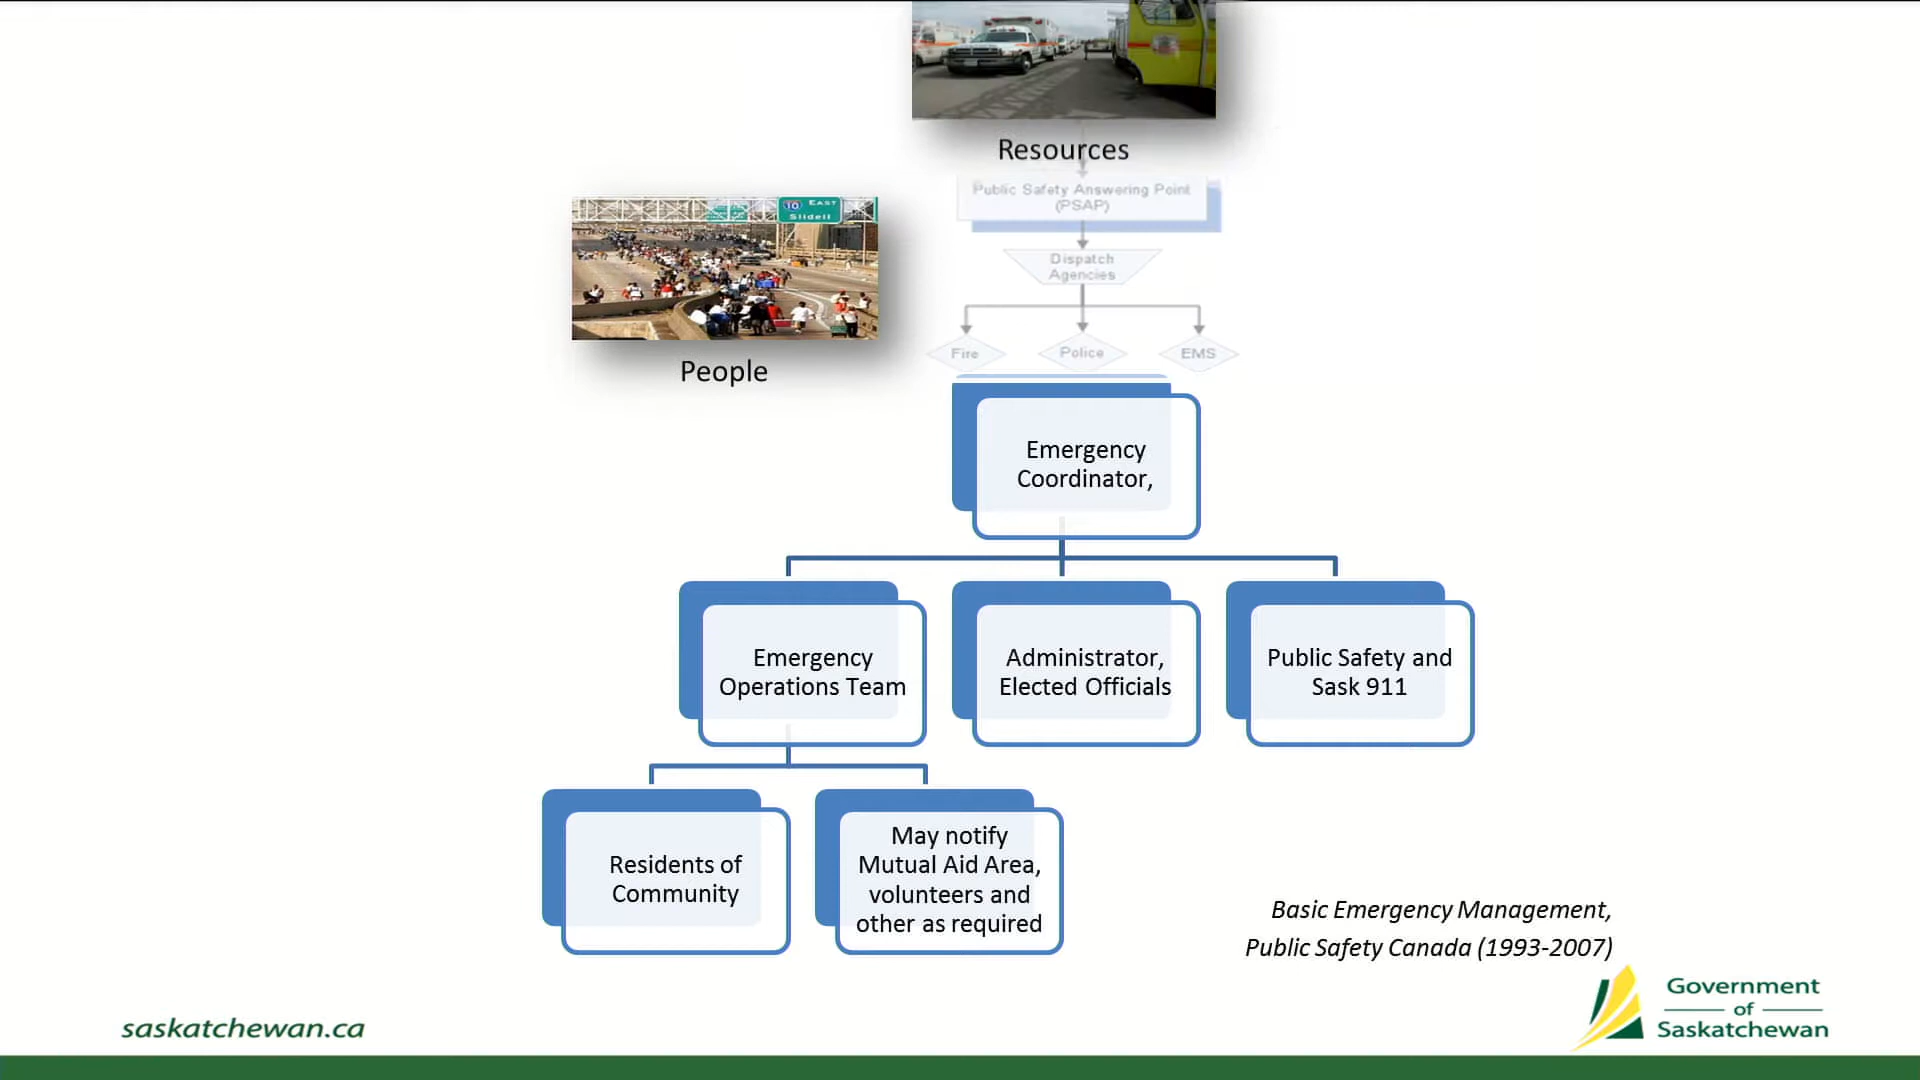 Resources
Public Safety Answering Point
(PSAP)
10 EAST
Slidell
Dispatch
Agencies
People
Fire
Police
EMS
Emergency
Coordinator,
Emergency
Operations Team
Administrator,
Elected Officials
Public Safety and
Sask 911
Residents of
Community
May notify
Mutual Aid Area,
volunteers and
other as required
Basic Emergency Management,
Public Safety Canada (1993-2007)
saskatchewan.ca
Government
of
Saskatchewan